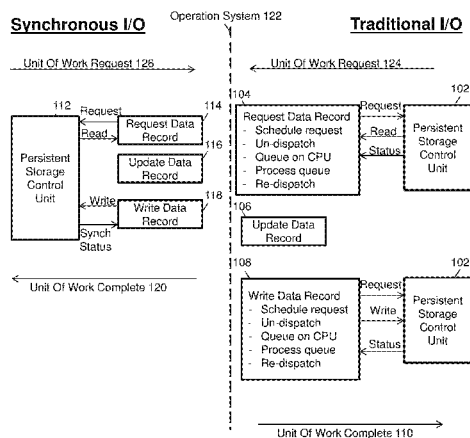 Synchronous I/O
Operation System 122
Traditional I/O
Unit Of Work Request 126
Unit Of Work Request 124
112
Request
114
Read
Request Data
Record
116
Update Data
Record
118
Persistent
Storage
Control
Unit
Write
Write Data
Record
Synch
Status
Unit Of Work Complete 120
104
Request Data Record
- Schedule request
- Un-dispatch
- Queue on CPU
- Process queue
- Re-dispatch
Request
Read
Status
102
Persistent
Storage
Control
Unit
106
Update Data
Record
108
Write Data Record
- Schedule request
- Un-dispatch
- Queue on CPU
- Process queue
- Re-dispatch
Request
Write
Status
102
Persistent
Storage
Control
Unit
Unit Of Work Complete 110